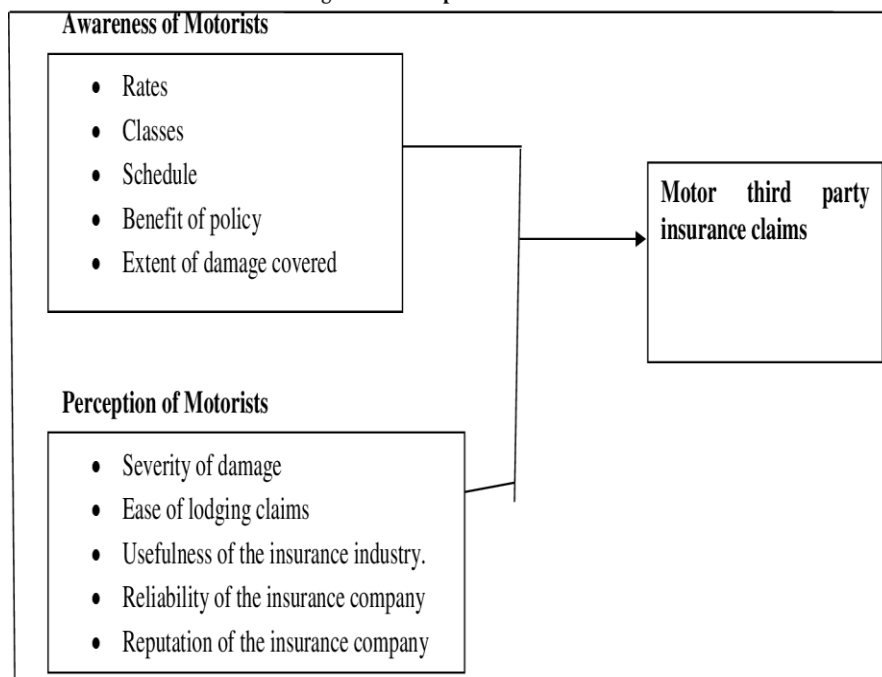 Awareness of Motorists
• Rates
• Classes
• Schedule
• Benefit of policy
• Extent of damage covered
Motor third party
insurance claims
Perception of Motorists
• Severity of damage
• Ease of lodging claims
• Usefulness of the insurance industry.
• Reliability of the insurance company
• Reputation of the insurance company